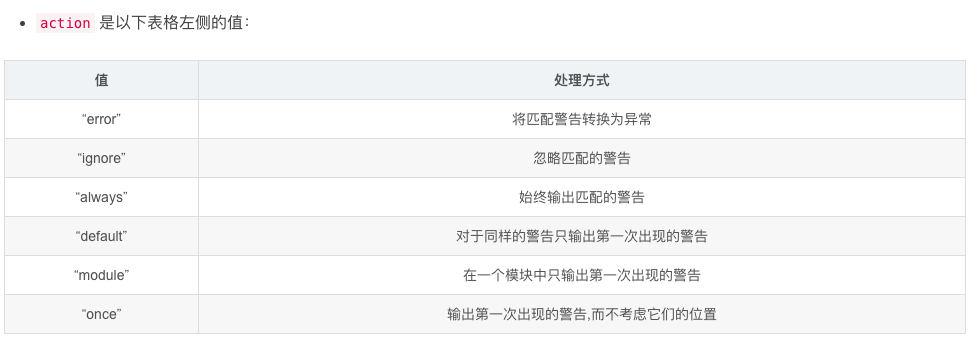 • action 是以下表格左侧的值：
值 处理方式
“error” 将匹配警告转换为异常
“ignore” 忽略匹配的警告
“always” 始终输出匹配的警告
“default” 对于同样的警告只输出第一次出现的警告
“module” 在一个模块中只输出第一次出现的警告
“once” 输出第一次出现的警告,而不考虑它们的位置